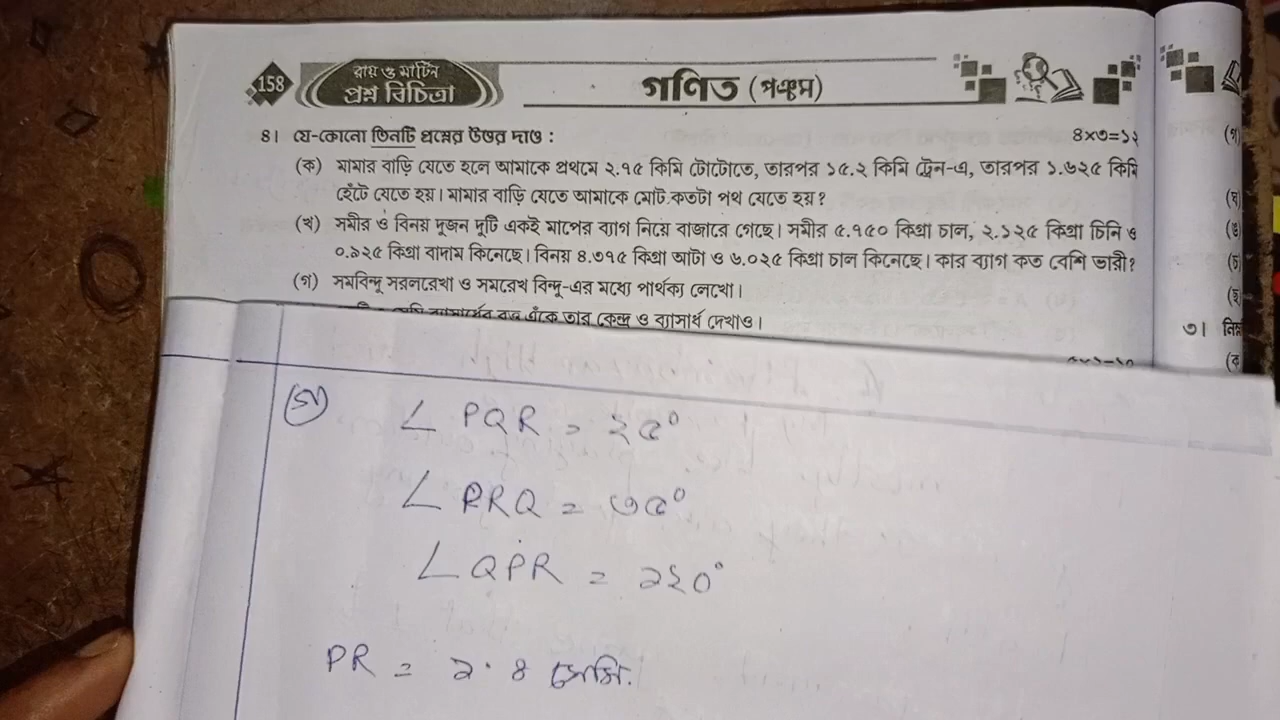 158
রায় ও মার্টিন
প্রশ্ন বিচিত্রা
গণিত (পঞ্চম)
৪। যে-কোনো তিনটি প্রশ্নের উত্তর দাও : ৪×৩=১২
(ক) মামার বাড়ি যেতে হলে আমাকে প্রথমে ২.৭৫ কিমি টোটোতে, তারপর ১৫.২ কিমি ট্রেন-এ, তারপর ১.৬২৫ কিমি
হেঁটে যেতে হয়। মামার বাড়ি যেতে আমাকে মোট কতটা পথ যেতে হয়?
(খ) সমীর ও বিনয় দুজন দুটি একই মাপের ব্যাগ নিয়ে বাজারে গেছে। সমীর ৫.৭৫০ কিগ্রা চাল, ২.১২৫ কিগ্রা চিনি ও
০.৯২৫ কিগ্রা বাদাম কিনেছে। বিনয় ৪.৩৭৫ কিগ্রা আটা ও ৬.০২৫ কিগ্রা চাল কিনেছে। কার ব্যাগ কত বেশি ভারী?
(গ) সমবিন্দু সরলরেখা ও সমরেখ বিন্দু-এর মধ্যে পার্থক্য লেখো।
ব্যাসার্ধের বৃত্ত এঁকে তার কেন্দ্র ও ব্যাসার্ধ দেখাও।
(গ)
(ঘ)
(ঙ)
(চ)
(ছ)
৩।
(ক
∠PQR = ২৫°
∠PRQ = ৩৫°
∠QPR = ১২০°
PR = ২.৪ সেমি.